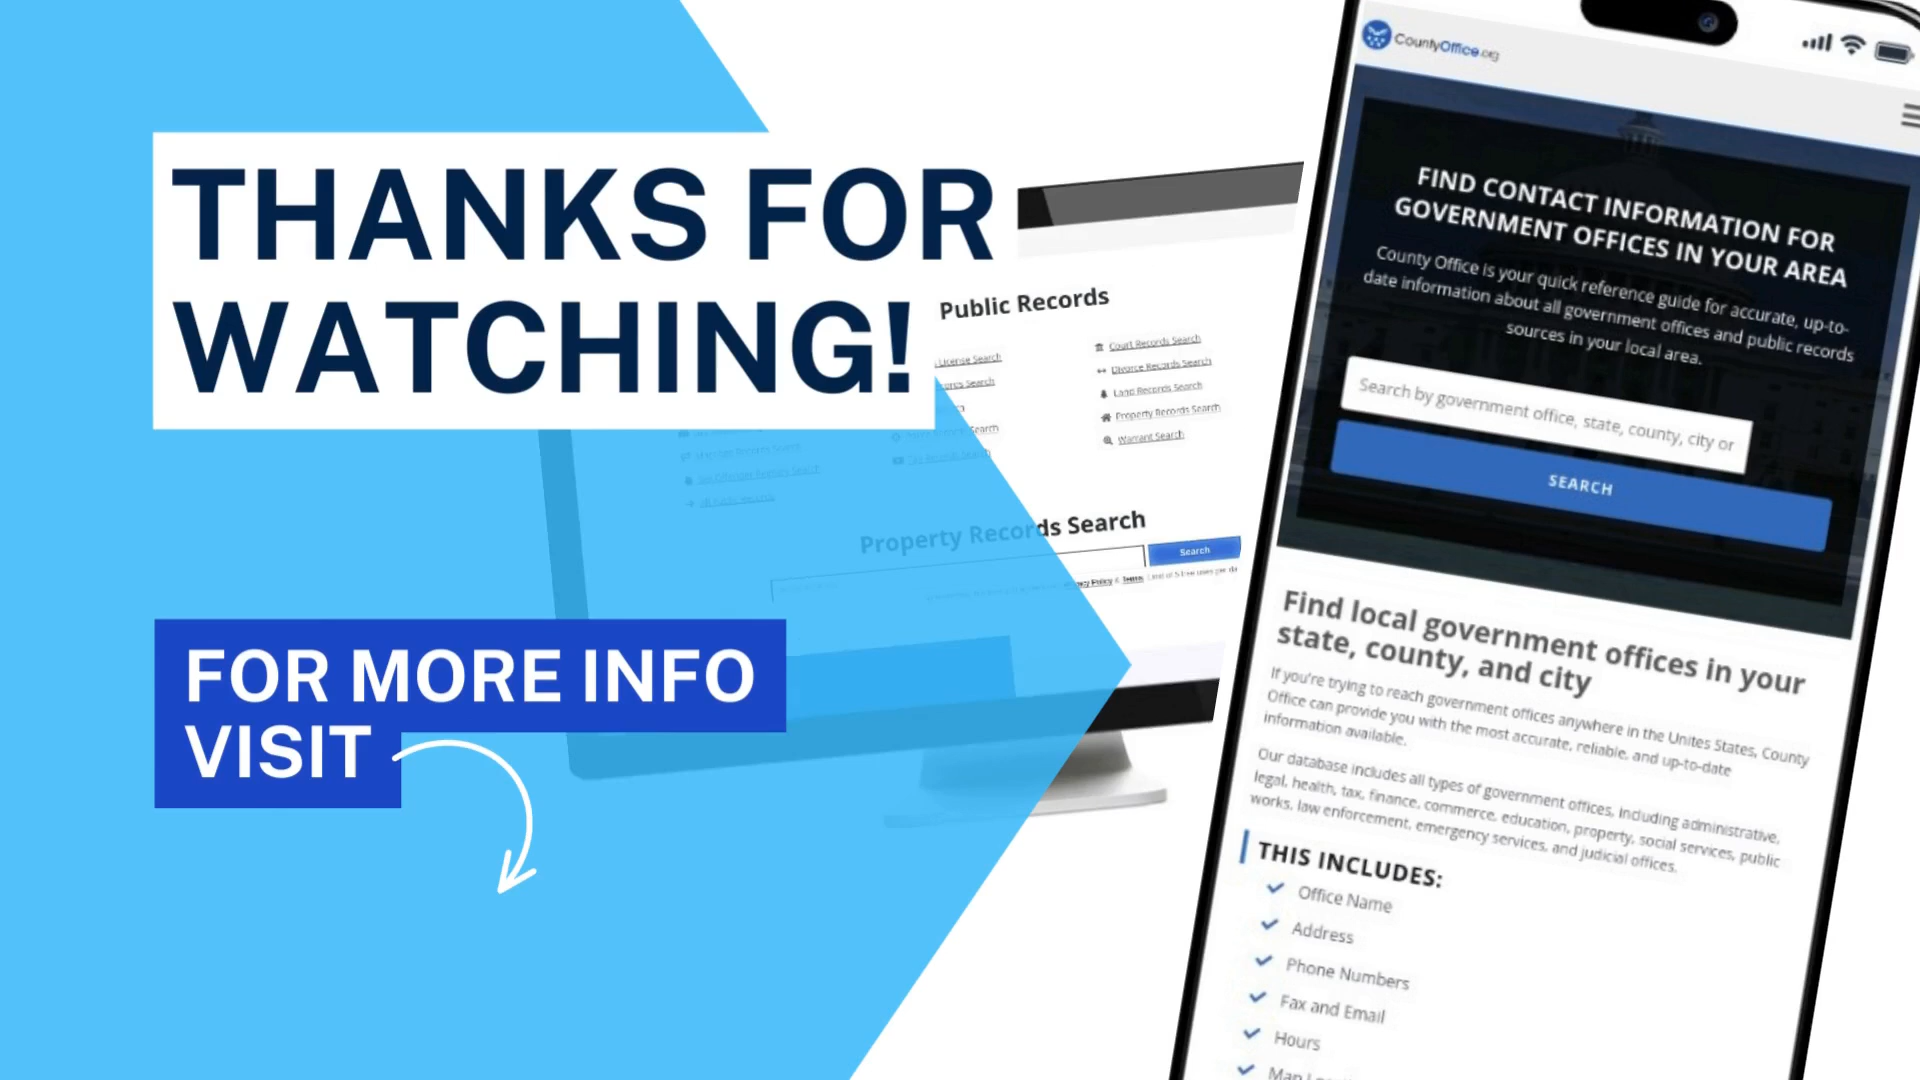 THANKS FOR
WATCHING!
FOR MORE INFO
VISIT
Public Records
License Search
Search
Search
Court Records Search
Divorce Records Search
Land Records Search
Property Records Search
Warrant Search
Property Records Search
Search
Policy & Terms
CountyOffice.org
FIND CONTACT INFORMATION FOR
GOVERNMENT OFFICES IN YOUR AREA
County Office is your quick reference guide for accurate, up-to-
date information about all government offices and public records
sources in your local area.
Search by government office, state, county, city or
SEARCH
Find local government offices in your
state, county, and city
If you're trying to reach government offices anywhere in the Unites States, County
Office can provide you with the most accurate, reliable, and up-to-date
information available.
Our database includes all types of government offices, including administrative,
legal, health, tax, finance, commerce, education, property, social services, public
works, law enforcement, emergency services, and judicial offices.
THIS INCLUDES:
Office Name
Address
Phone Numbers
Fax and Email
Hours